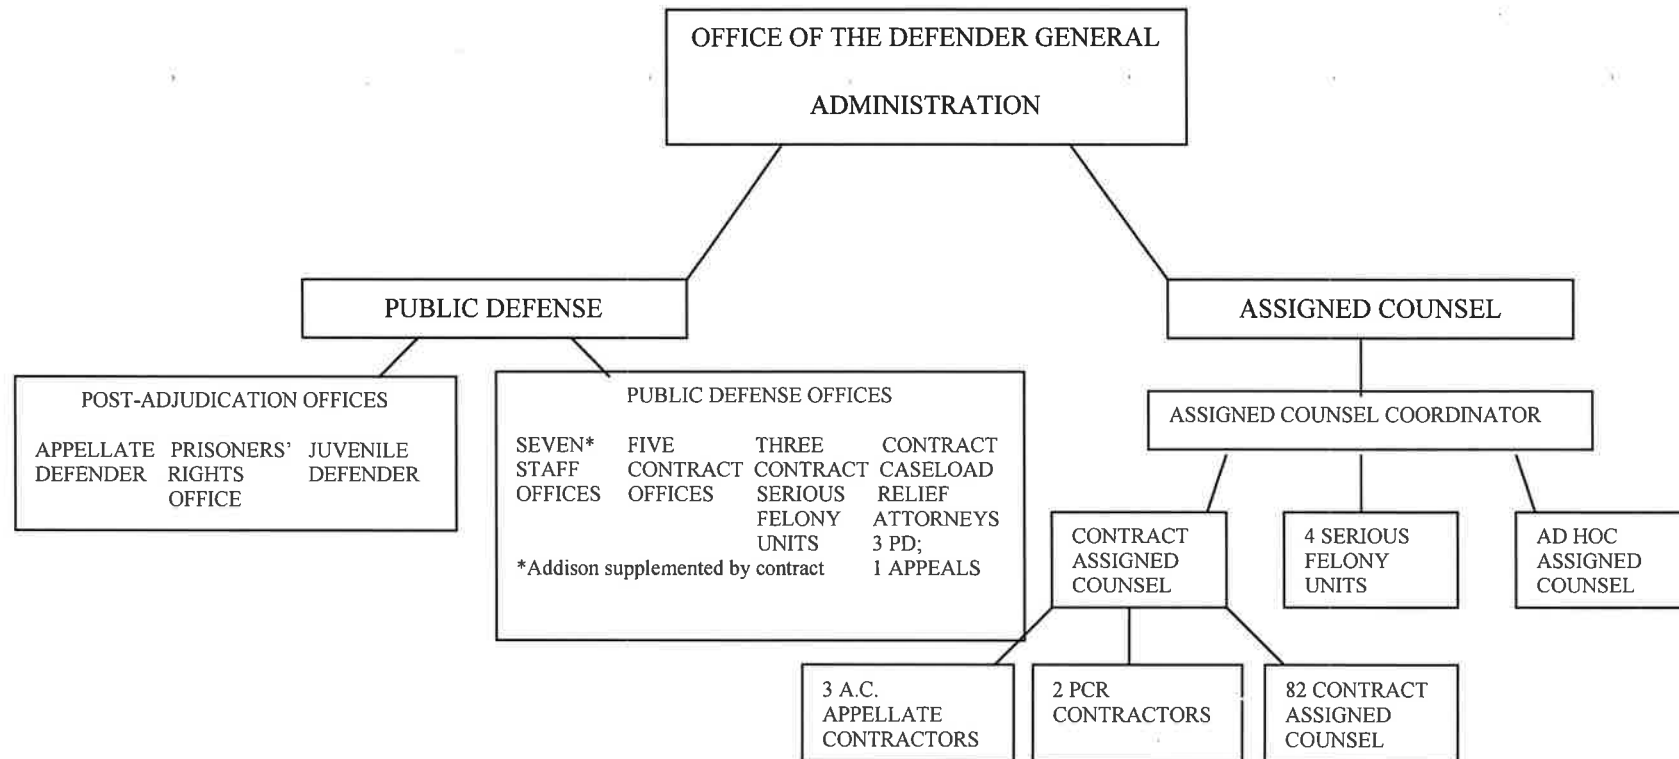 OFFICE OF THE DEFENDER GENERAL
ADMINISTRATION
PUBLIC DEFENSE
ASSIGNED COUNSEL
POST-ADJUDICATION OFFICES
APPELLATE PRISONERS' JUVENILE
DEFENDER RIGHTS DEFENDER
OFFICE
PUBLIC DEFENSE OFFICES
SEVEN* FIVE THREE CONTRACT
STAFF CONTRACT CONTRACT CASELOAD
OFFICES OFFICES SERIOUS RELIEF
FELONY ATTORNEYS
UNITS 3 PD;
*Addison supplemented by contract 1 APPEALS
ASSIGNED COUNSEL COORDINATOR
CONTRACT
ASSIGNED
COUNSEL
4 SERIOUS
FELONY
UNITS
AD HOC
ASSIGNED
COUNSEL
3 A.C.
APPELLATE
CONTRACTORS
2 PCR
CONTRACTORS
82 CONTRACT
ASSIGNED
COUNSEL